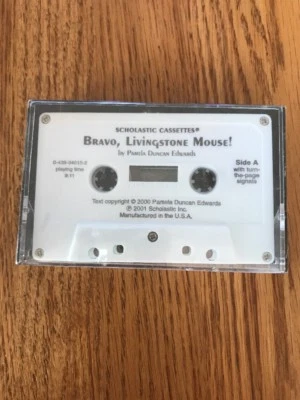 SCHOLASTIC CASSETTES®
BRAVO, LIVINGSTONE MOUSE!
by PAMELA DUNCAN EDWARDS
playing time
Side A
with turn-
the-page
signals
Text copyright © 2000 Pamela Duncan Edwards
℗ 2001 Scholastic Inc.
Manufactured in the U.S.A.